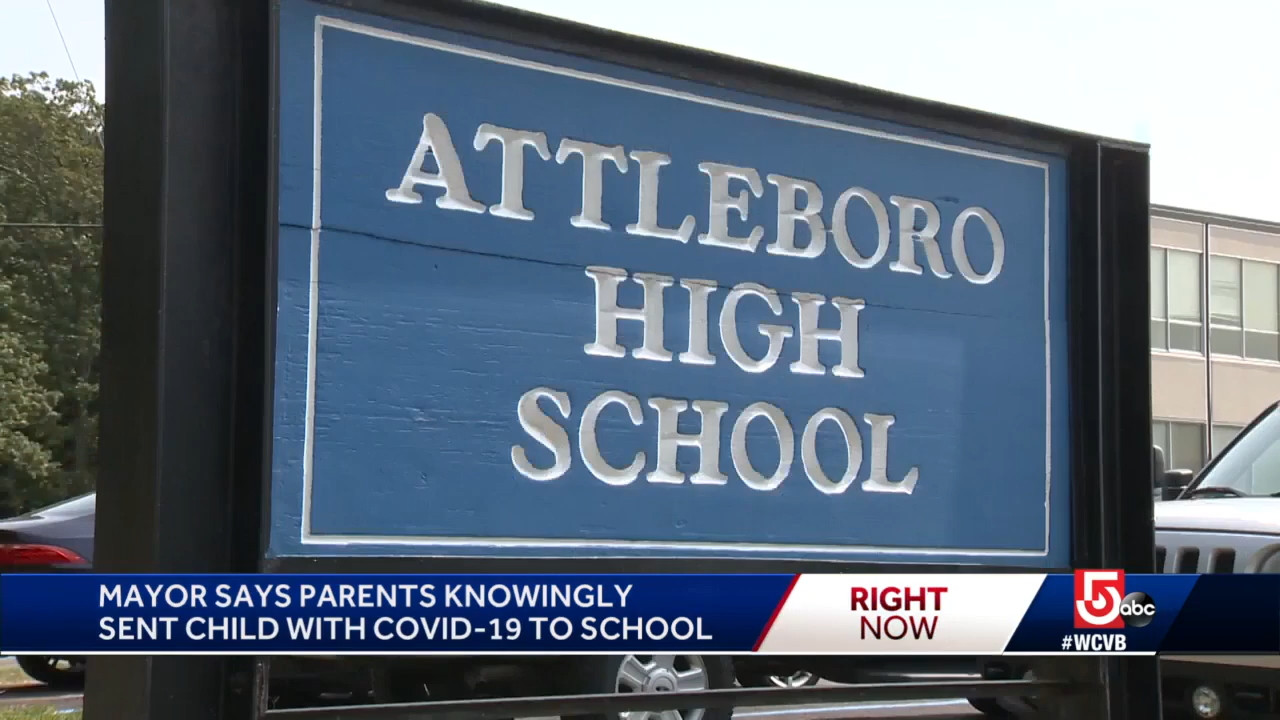 ATTLEBORO
HIGH
SCHOOL
MAYOR SAYS PARENTS KNOWINGLY
SENT CHILD WITH COVID-19 TO SCHOOL
RIGHT
NOW
5
abc
#WCVB